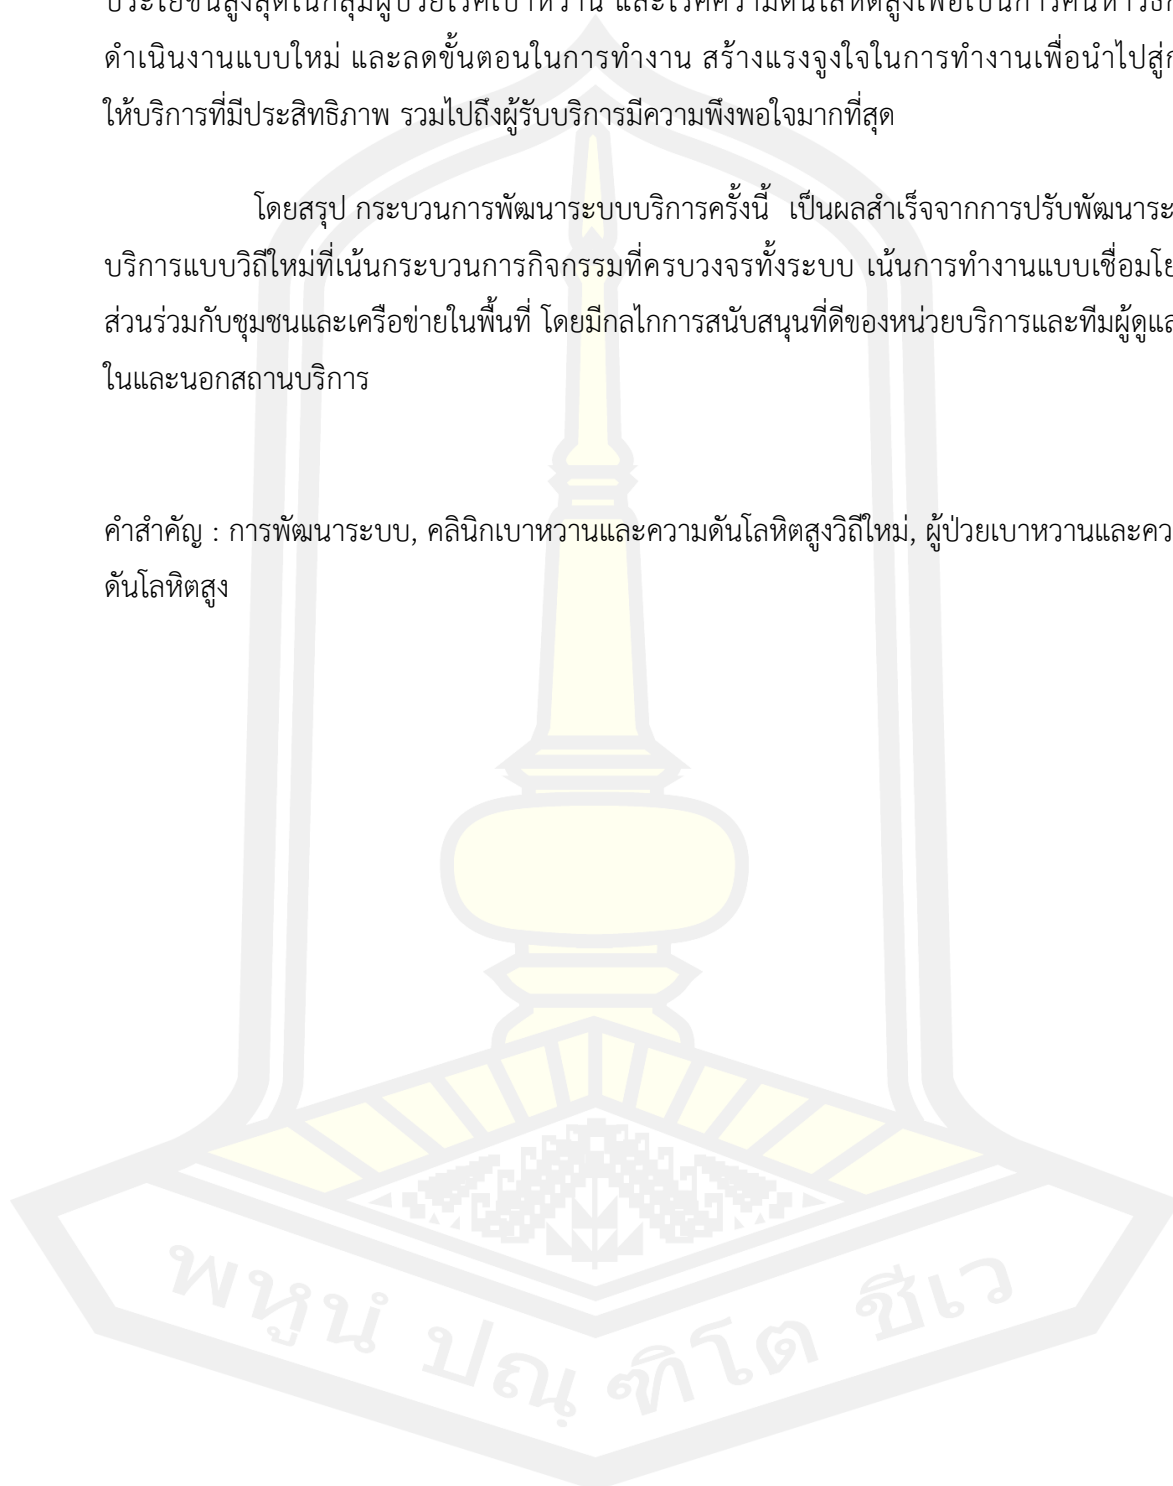 ประโยชน์สูงสุดในกลุ่มผู้ป่วยโรคเบาหวาน และโรคความดันโลหิตสูงเพื่อเป็นการค้นหาวิธีก
ดำเนินงานแบบใหม่ และลดขั้นตอนในการทำงาน สร้างแรงจูงใจในการทำงานเพื่อนำไปสู่ก
ให้บริการที่มีประสิทธิภาพ รวมไปถึงผู้รับบริการมีความพึงพอใจมากที่สุด
โดยสรุป กระบวนการพัฒนาระบบบริการครั้งนี้ เป็นผลสำเร็จจากการปรับพัฒนาระ
บริการแบบวิถีใหม่ที่เน้นกระบวนการกิจกรรมที่ครบวงจรทั้งระบบ เน้นการทำงานแบบเชื่อมโย
ส่วนร่วมกับชุมชนและเครือข่ายในพื้นที่ โดยมีกลไกการสนับสนุนที่ดีของหน่วยบริการและทีมผู้ดูแล
ในและนอกสถานบริการ
คำสำคัญ : การพัฒนาระบบ, คลินิกเบาหวานและความดันโลหิตสูงวิถีใหม่, ผู้ป่วยเบาหวานและคว
ดันโลหิตสูง
พหูนํ ปณฺฑิโต ชีเว